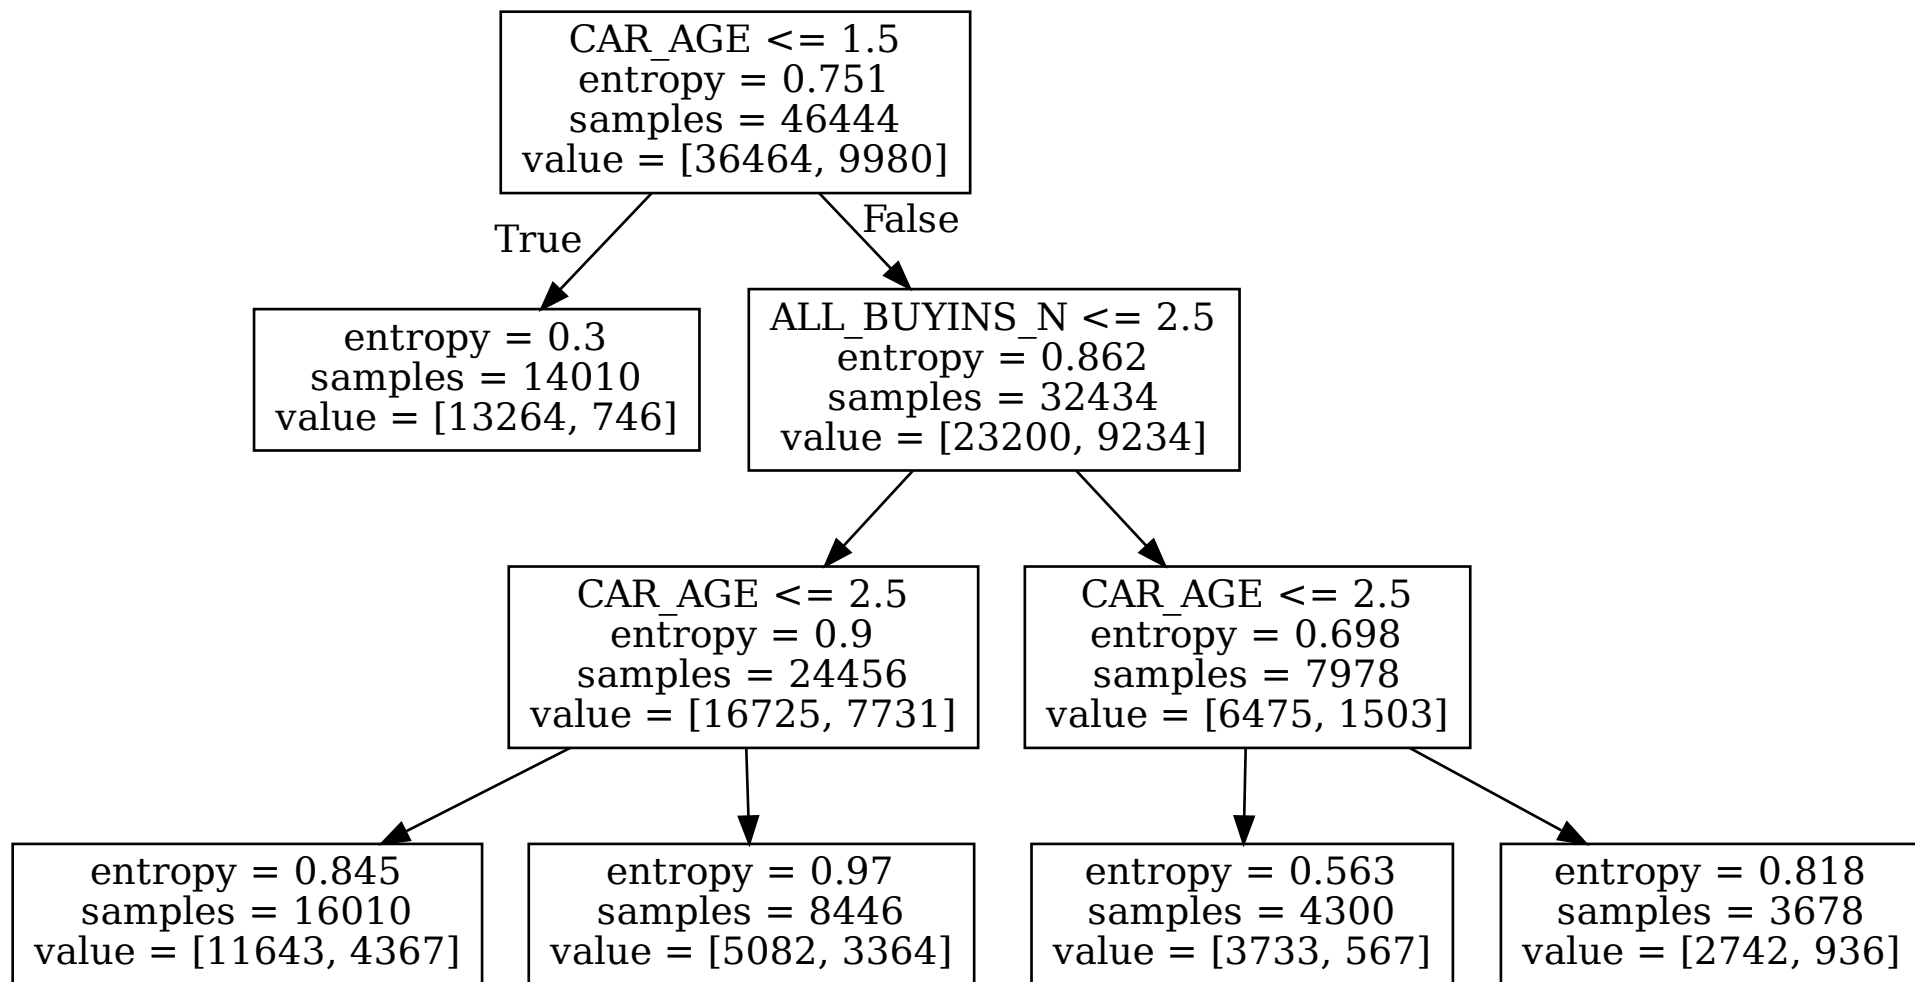 CAR_AGE <= 1.5
entropy = 0.751
samples = 46444
value = [36464, 9980]
True
False
entropy = 0.3
samples = 14010
value = [13264, 746]
ALL_BUYINS_N <= 2.5
entropy = 0.862
samples = 32434
value = [23200, 9234]
CAR_AGE <= 2.5
entropy = 0.9
samples = 24456
value = [16725, 7731]
CAR_AGE <= 2.5
entropy = 0.698
samples = 7978
value = [6475, 1503]
entropy = 0.845
samples = 16010
value = [11643, 4367]
entropy = 0.97
samples = 8446
value = [5082, 3364]
entropy = 0.563
samples = 4300
value = [3733, 567]
entropy = 0.818
samples = 3678
value = [2742, 936]